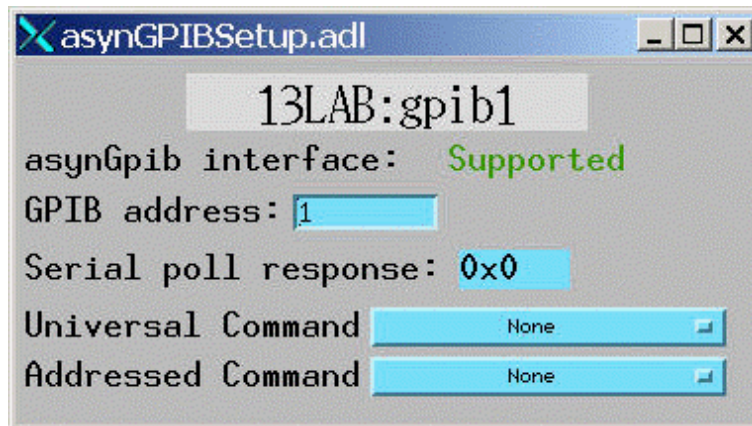 asynGPIBSetup.adl
13LAB:gpib1
asynGpib interface: Supported
GPIB address: 1
Serial poll response: 0x0
Universal Command None
Addressed Command None